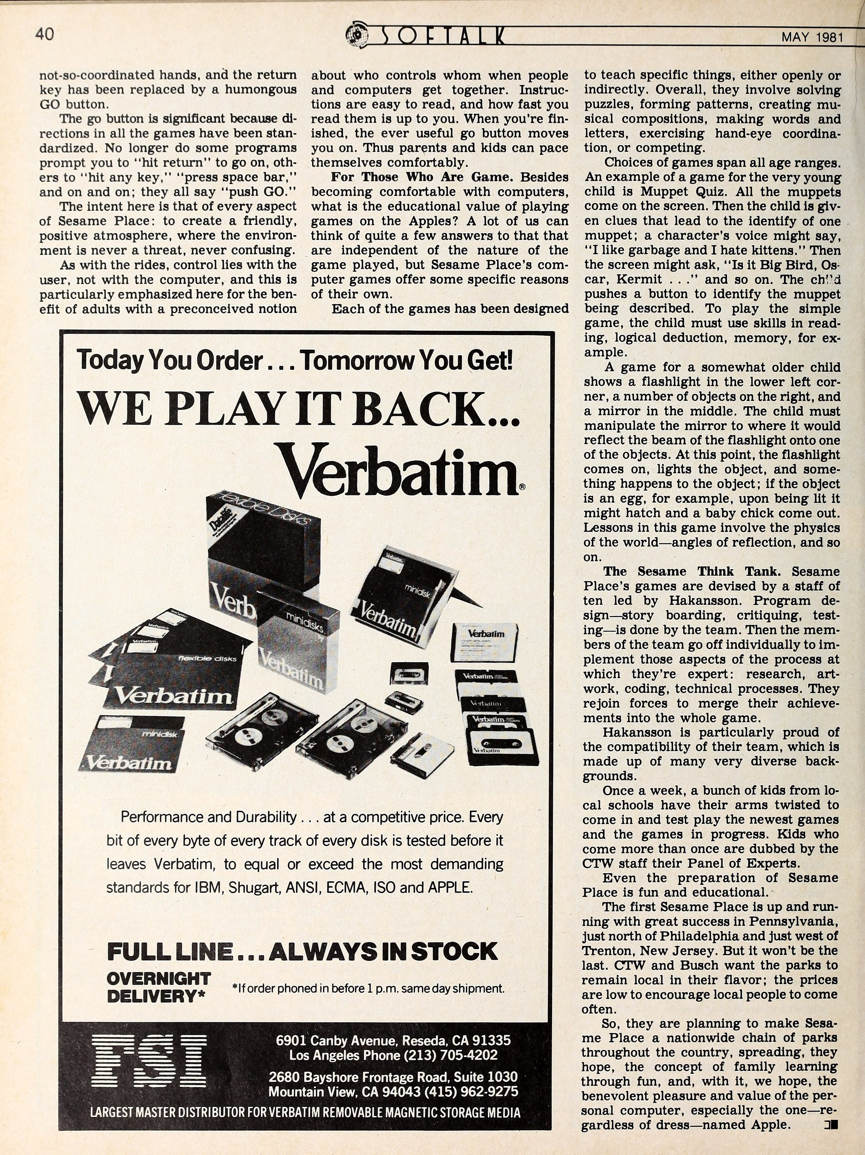 40
SOFTALK
MAY 1981
not-so-coordinated hands, and the return
key has been replaced by a humongous
GO button.
The go button is significant because di-
rections in all the games have been stan-
dardized. No longer do some programs
prompt you to "hit return" to go on, oth-
ers to "hit any key," "press space bar,"
and on and on; they all say "push GO."
The intent here is that of every aspect
of Sesame Place: to create a friendly,
positive atmosphere, where the environ-
ment is never a threat, never confusing.
As with the rides, control lies with the
user, not with the computer, and this is
particularly emphasized here for the ben-
efit of adults with a preconceived notion
about who controls whom when people
and computers get together. Instruc-
tions are easy to read, and how fast you
read them is up to you. When you're fin-
ished, the ever useful go button moves
you on. Thus parents and kids can pace
themselves comfortably.
For Those Who Are Game. Besides
becoming comfortable with computers,
what is the educational value of playing
games on the Apples? A lot of us can
think of quite a few answers to that that
are independent of the nature of the
game played, but Sesame Place's com-
puter games offer some specific reasons
of their own.
Each of the games has been designed
to teach specific things, either openly or
indirectly. Overall, they involve solving
puzzles, forming patterns, creating mu-
sical compositions, making words and
letters, exercising hand-eye coordina-
tion, or competing.
Choices of games span all age ranges.
An example of a game for the very young
child is Muppet Quiz. All the muppets
come on the screen. Then the child is giv-
en clues that lead to the identify of one
muppet; a character's voice might say,
"I like garbage and I hate kittens." Then
the screen might ask, "Is it Big Bird, Os-
car, Kermit . . ." and so on. The child
pushes a button to identify the muppet
being described. To play the simple
game, the child must use skills in read-
ing, logical deduction, memory, for ex-
ample.
A game for a somewhat older child
shows a flashlight in the lower left cor-
ner, a number of objects on the right, and
a mirror in the middle. The child must
manipulate the mirror to where it would
reflect the beam of the flashlight onto one
of the objects. At this point, the flashlight
comes on, lights the object, and some-
thing happens to the object; if the object
is an egg, for example, upon being lit it
might hatch and a baby chick come out.
Lessons in this game involve the physics
of the world—angles of reflection, and so
on.
The Sesame Think Tank. Sesame
Place's games are devised by a staff of
ten led by Hakansson. Program de-
sign—story boarding, critiquing, test-
ing—is done by the team. Then the mem-
bers of the team go off individually to im-
plement those aspects of the process at
which they're expert: research, art-
work, coding, technical processes. They
rejoin forces to merge their achieve-
ments into the whole game.
Hakansson is particularly proud of
the compatibility of their team, which is
made up of many very diverse back-
grounds.
Once a week, a bunch of kids from lo-
cal schools have their arms twisted to
come in and test play the newest games
and the games in progress. Kids who
come more than once are dubbed by the
CTW staff their Panel of Experts.
Even the preparation of Sesame
Place is fun and educational.
The first Sesame Place is up and run-
ning with great success in Pennsylvania,
just north of Philadelphia and just west of
Trenton, New Jersey. But it won't be the
last. CTW and Busch want the parks to
remain local in their flavor; the prices
are low to encourage local people to come
often.
So, they are planning to make Sesa-
me Place a nationwide chain of parks
throughout the country, spreading, they
hope, the concept of family learning
through fun, and, with it, we hope, the
benevolent pleasure and value of the per-
sonal computer, especially the one—re-
gardless of dress—named Apple.
Today You Order . . . Tomorrow You Get!
WE PLAY IT BACK...
Verbatim®
Flexible Disks
Datalife
Verb
minidisks
Verbatim
minidisk
Verbatim
Verbatim
flexible disks
Verbatim
minidisk
Verbatim
Verbatim
Verbatim
Verbatim
Verbatim
Performance and Durability . . . at a competitive price. Every
bit of every byte of every track of every disk is tested before it
leaves Verbatim, to equal or exceed the most demanding
standards for IBM, Shugart, ANSI, ECMA, ISO and APPLE.
FULL LINE...ALWAYS IN STOCK
OVERNIGHT
DELIVERY*
*If order phoned in before 1 p.m. same day shipment.
FSI
6901 Canby Avenue, Reseda, CA 91335
Los Angeles Phone (213) 705-4202
2680 Bayshore Frontage Road, Suite 1030
Mountain View, CA 94043 (415) 962-9275
LARGEST MASTER DISTRIBUTOR FOR VERBATIM REMOVABLE MAGNETIC STORAGE MEDIA